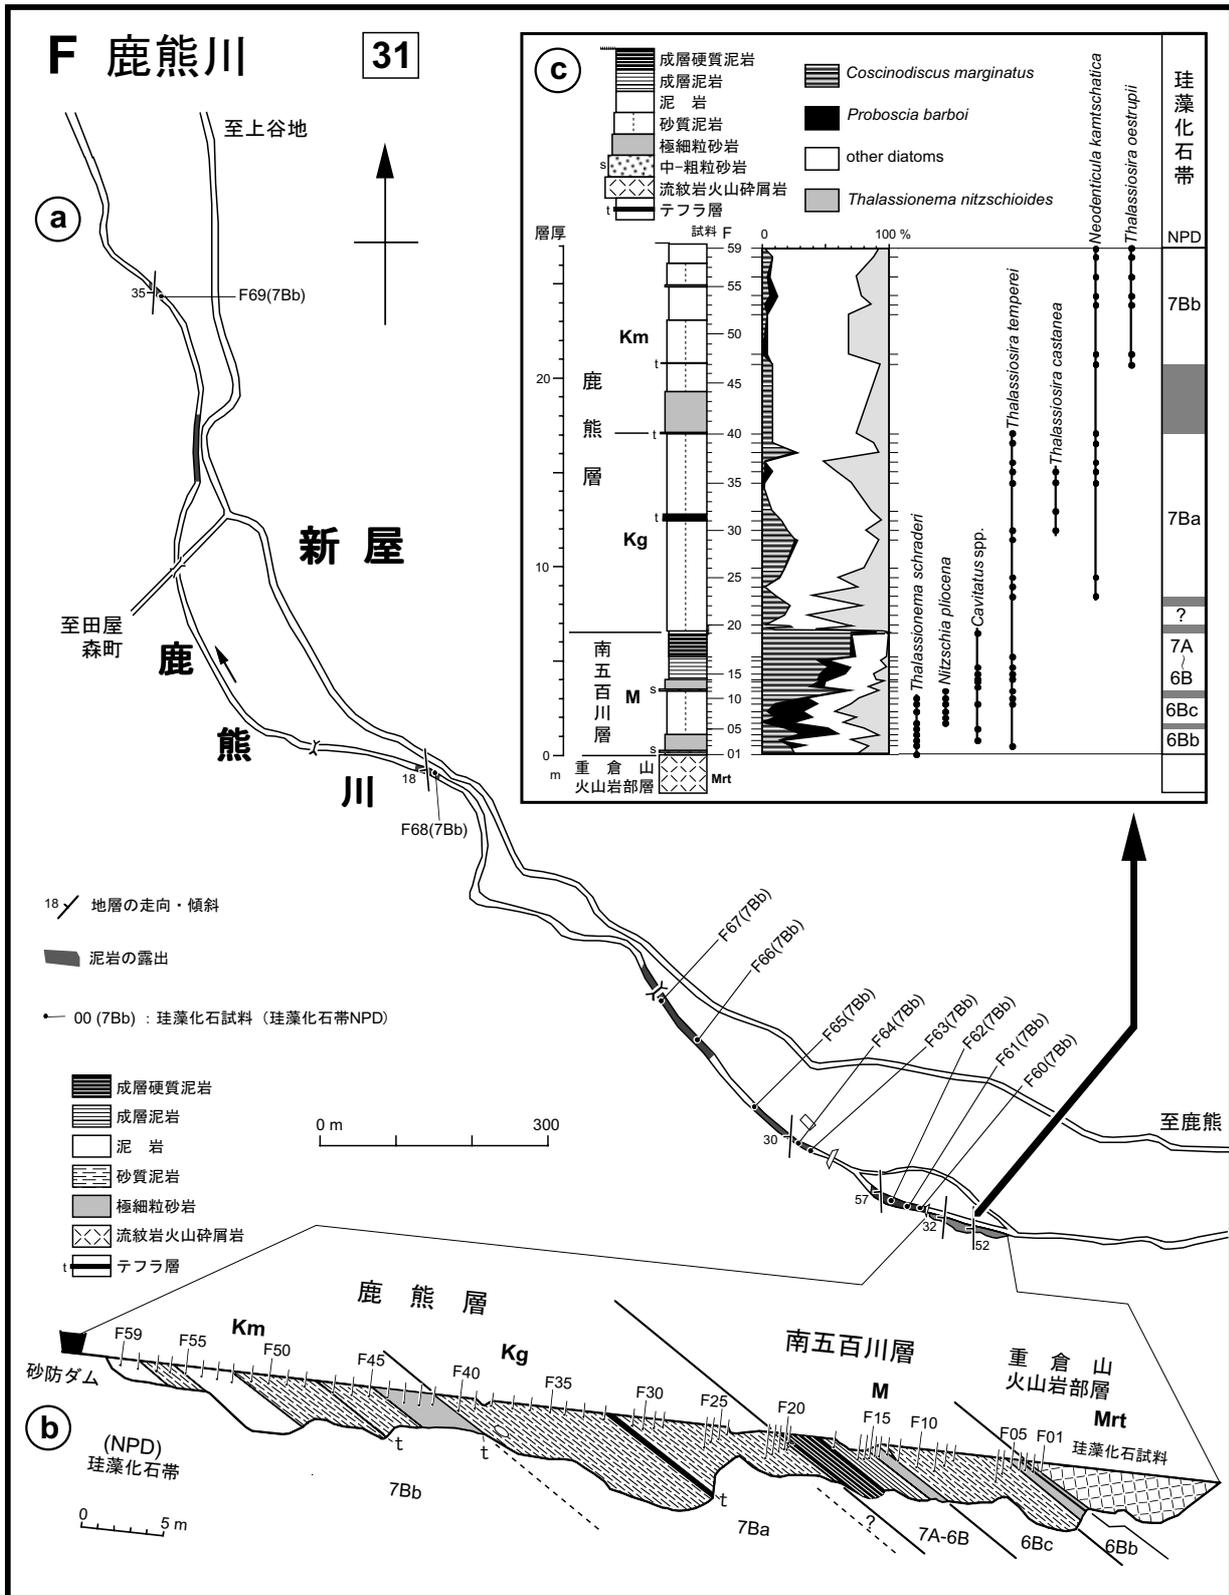 F 鹿熊川
31
a
至上谷地
35
F69(7Bb)
新屋
至田屋
森町
鹿
熊
川
18
F68(7Bb)
F67(7Bb)
F66(7Bb)
F65(7Bb)
F64(7Bb)
F63(7Bb)
F62(7Bb)
F61(7Bb)
F60(7Bb)
30
57
32
52
至鹿熊
18 地層の走向・傾斜
泥岩の露出
00 (7Bb) : 珪藻化石試料(珪藻化石帯NPD)
成層硬質泥岩
成層泥岩
泥 岩
砂質泥岩
極細粒砂岩
流紋岩火山砕屑岩
t テフラ層
0 m 300
c
成層硬質泥岩
成層泥岩
泥 岩
砂質泥岩
極細粒砂岩
s 中−粗粒砂岩
流紋岩火山砕屑岩
t テフラ層
Coscinodiscus marginatus
Proboscia barboi
other diatoms
Thalassionema nitzschioides
珪藻化石帯
NPD
層厚
試料 F
0 100 %
59
55
50
45
40
35
30
25
20
15
10
05
01
20
10
0
m
鹿熊層
Km
Kg
南五百川層
M
重倉山
火山岩部層
Mrt
t
t
t
s
s
Thalassionema schraderi
Nitzschia pliocena
Cavitatus spp.
Thalassiosira temperei
Thalassiosira castanea
Neodenticula kamtschatica
Thalassiosira oestrupii
7Bb
7Ba
?
7A
~
6B
6Bc
6Bb
b
鹿熊層
Km
Kg
南五百川層
M
重倉山
火山岩部層
Mrt
珪藻化石試料
砂防ダム
F59
F55
F50
F45
F40
F35
F30
F25
F20
F15
F10
F05
F01
t
t
t
(NPD)
珪藻化石帯
7Bb
7Ba
?
7A-6B
6Bc
6Bb
0 5 m